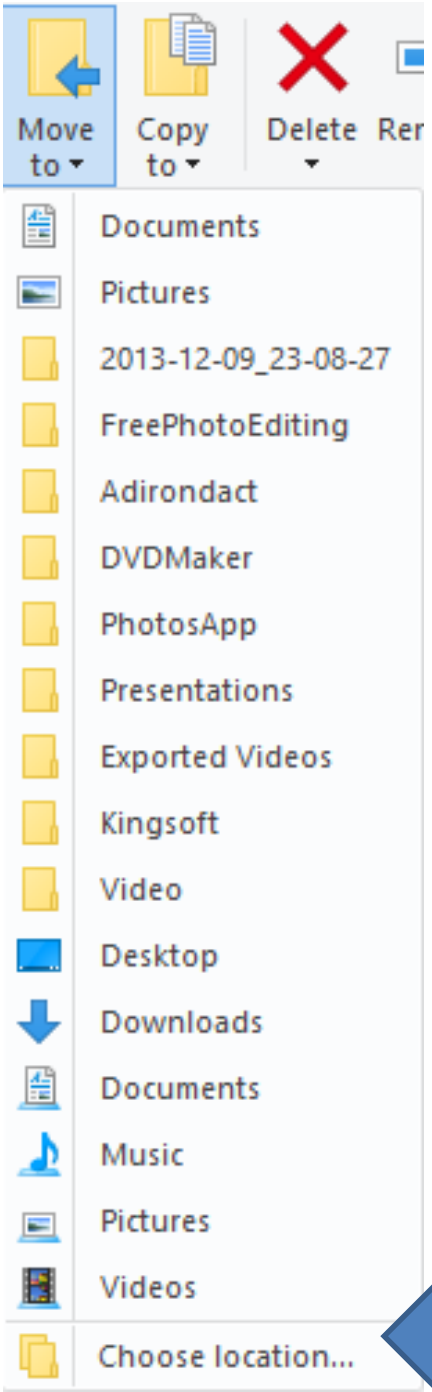 Move Copy Delete Ren
to to
Documents
Pictures
2013-12-09_23-08-27
FreePhotoEditing
Adirondact
DVDMaker
PhotosApp
Presentations
Exported Videos
Kingsoft
Video
Desktop
Downloads
Documents
Music
Pictures
Videos
Choose location...